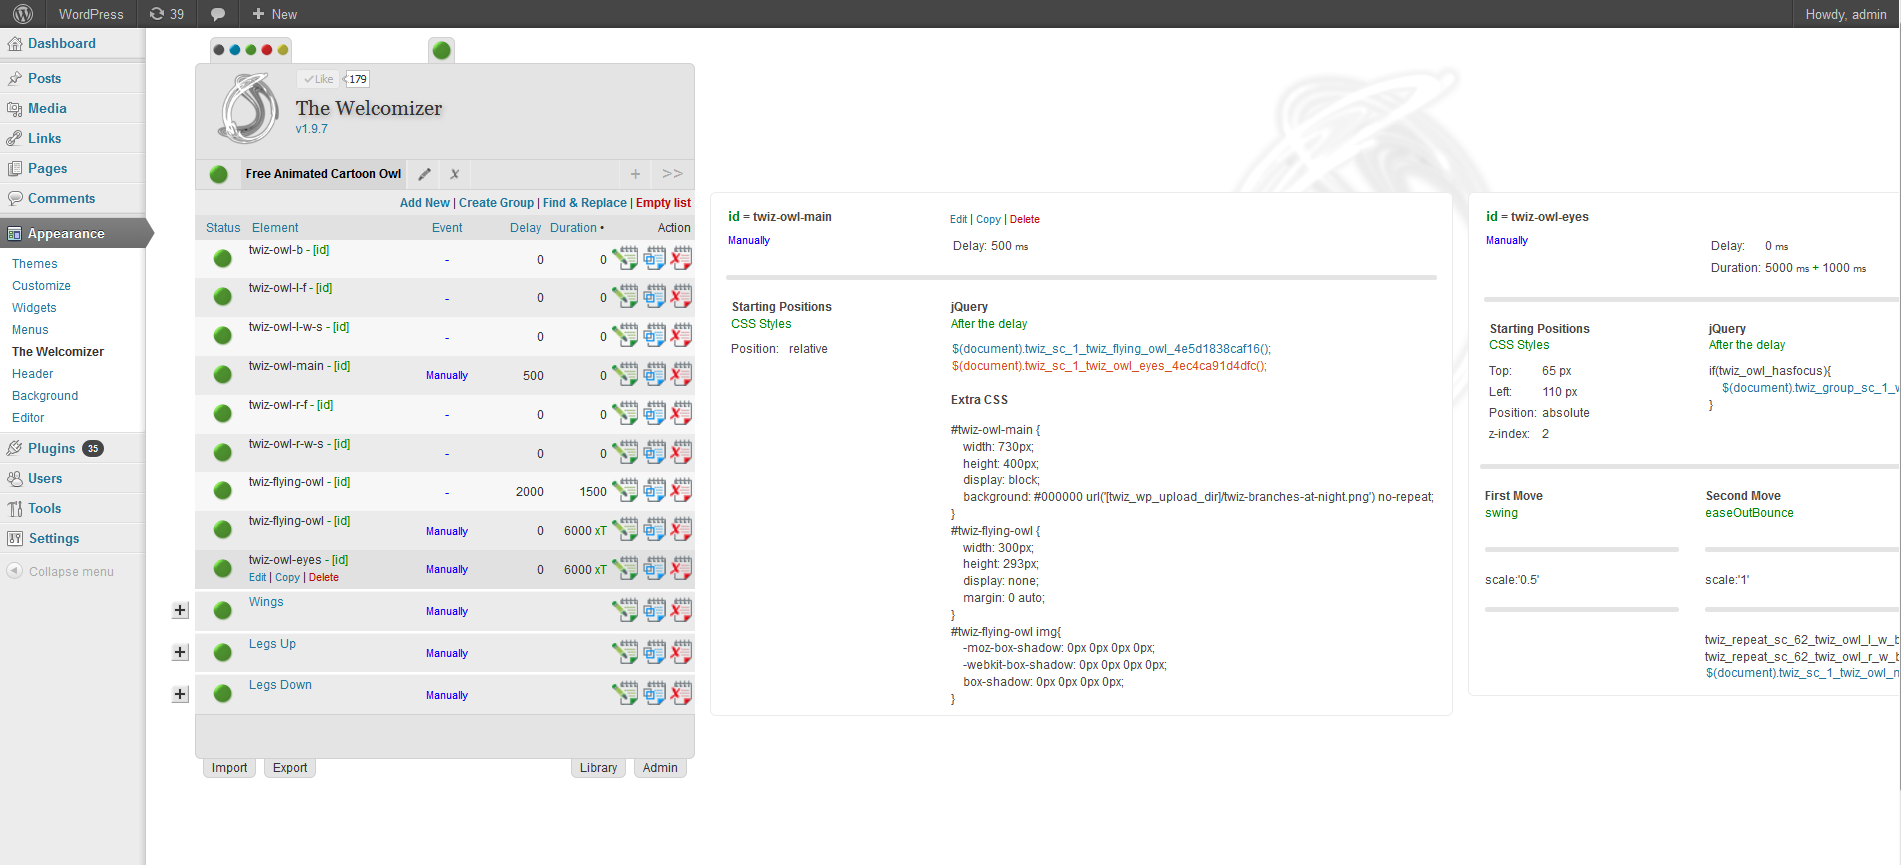 WordPress 39 + New Howdy, admin
Dashboard
Posts
Media
Links
Pages
Comments
Appearance
Themes
Customize
Widgets
Menus
The Welcomizer
Header
Background
Editor
Plugins 35
Users
Tools
Settings
Collapse menu
Like 179
The Welcomizer
v1.9.7
Free Animated Cartoon Owl x + >>
Add New | Create Group | Find & Replace | Empty list
Status Element Event Delay Duration • Action
twiz-owl-b - [id] - 0 0
twiz-owl-l-f - [id] - 0 0
twiz-owl-l-w-s - [id] - 0 0
twiz-owl-main - [id] Manually 500 0
twiz-owl-r-f - [id] - 0 0
twiz-owl-r-w-s - [id] - 0 0
twiz-flying-owl - [id] - 2000 1500
twiz-flying-owl - [id] Manually 0 6000 xT
twiz-owl-eyes - [id] Manually 0 6000 xT
Edit | Copy | Delete
+ Wings Manually
+ Legs Up Manually
+ Legs Down Manually
Import Export Library Admin
id = twiz-owl-main Edit | Copy | Delete
Manually Delay: 500 ms
Starting Positions
CSS Styles
Position: relative
jQuery
After the delay
$(document).twiz_sc_1_twiz_flying_owl_4e5d1838caf16();
$(document).twiz_sc_1_twiz_owl_eyes_4ec4ca91d4dfc();
Extra CSS
#twiz-owl-main {
width: 730px;
height: 400px;
display: block;
background: #000000 url('[twiz_wp_upload_dir]/twiz-branches-at-night.png') no-repeat;
}
#twiz-flying-owl {
width: 300px;
height: 293px;
display: none;
margin: 0 auto;
}
#twiz-flying-owl img{
-moz-box-shadow: 0px 0px 0px 0px;
-webkit-box-shadow: 0px 0px 0px 0px;
box-shadow: 0px 0px 0px 0px;
}
id = twiz-owl-eyes
Manually Delay: 0 ms
Duration: 5000 ms + 1000 ms
Starting Positions
CSS Styles
Top: 65 px
Left: 110 px
Position: absolute
z-index: 2
jQuery
After the delay
if(twiz_owl_hasfocus){
$(document).twiz_group_sc_1_v
}
First Move
swing
scale:'0.5'
Second Move
easeOutBounce
scale:'1'
twiz_repeat_sc_62_twiz_owl_l_w_b
twiz_repeat_sc_62_twiz_owl_r_w_b
$(document).twiz_sc_1_twiz_owl_n